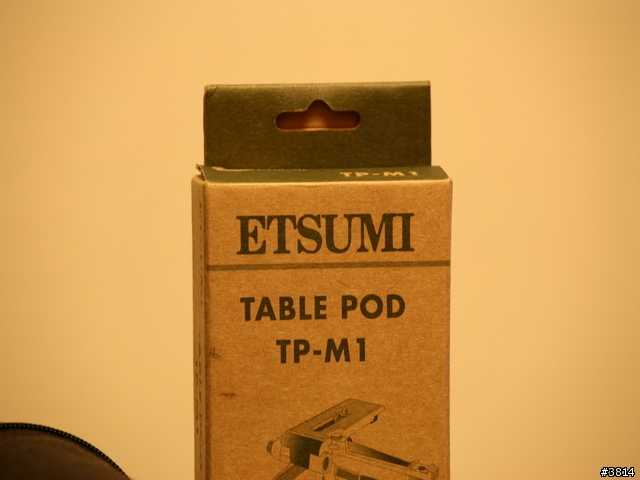 TP-M1
ETSUMI
TABLE POD
TP-M1
#3814